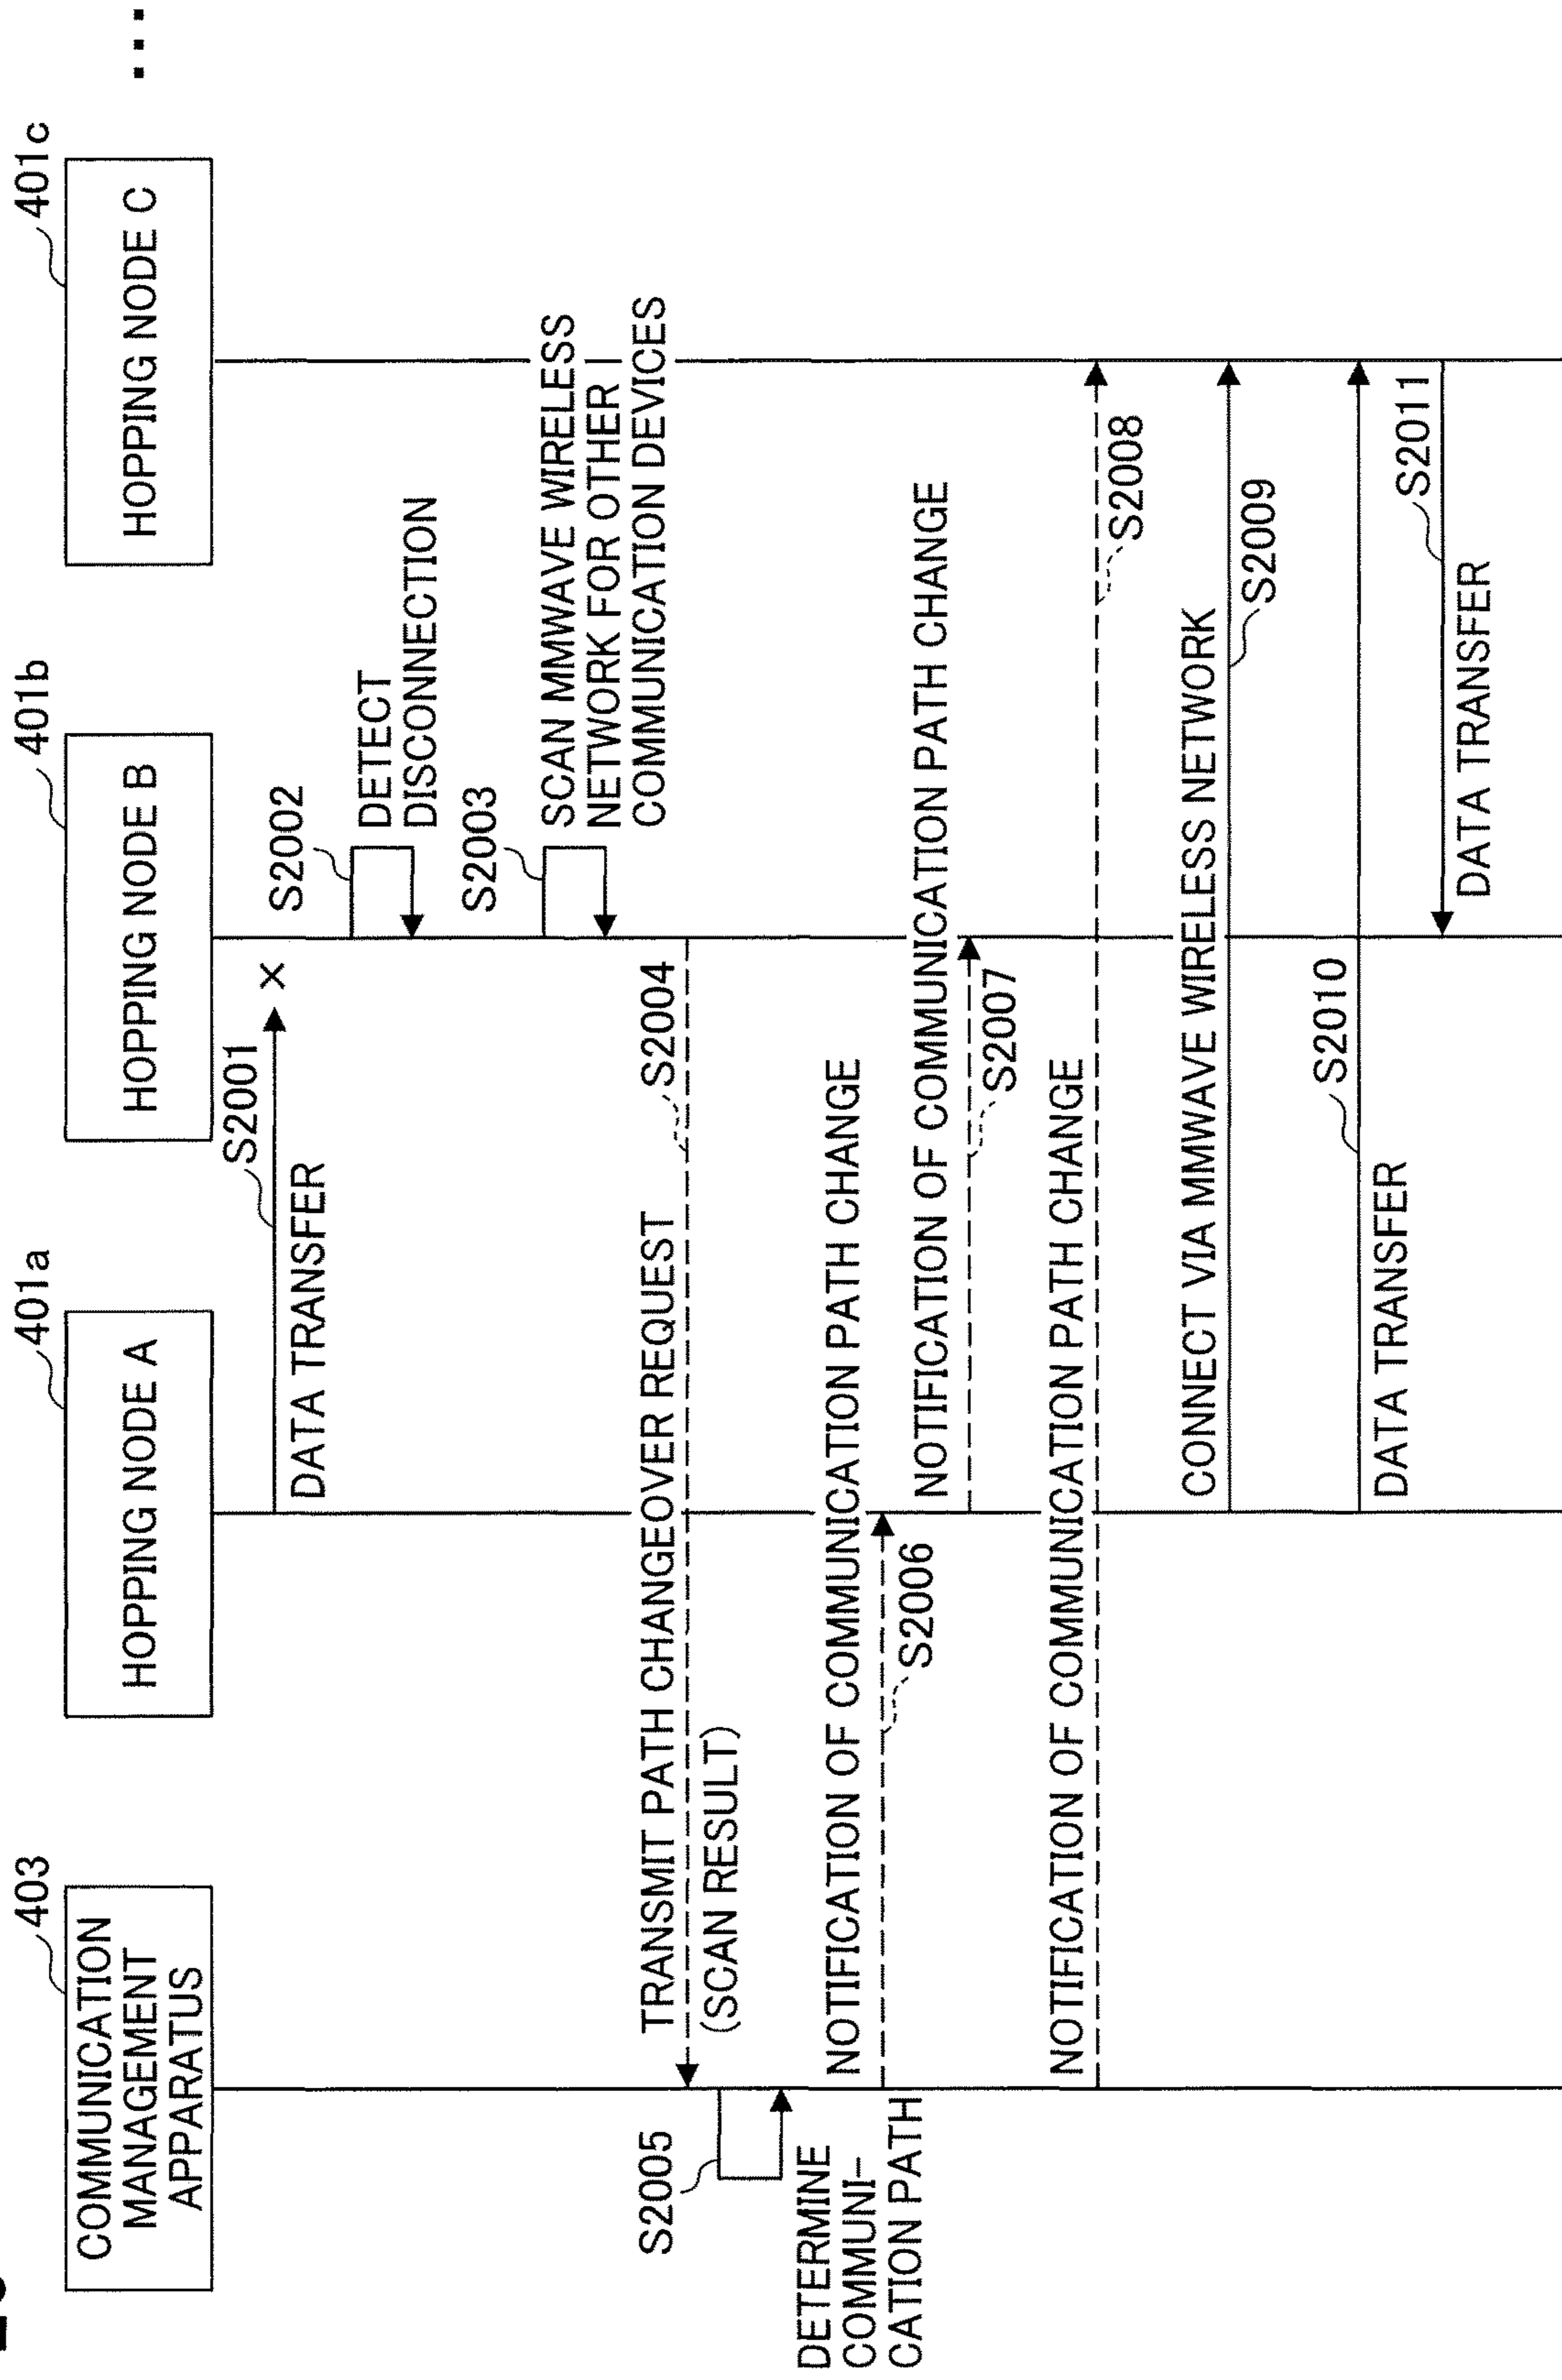 403
COMMUNICATION
MANAGEMENT
APPARATUS
401a
HOPPING NODE A
401b
HOPPING NODE B
401c
HOPPING NODE C
...
S2001
DATA TRANSFER
×
S2002
DETECT
DISCONNECTION
S2003
SCAN MMWAVE WIRELESS
NETWORK FOR OTHER
COMMUNICATION DEVICES
TRANSMIT PATH CHANGEOVER REQUEST
S2004
(SCAN RESULT)
S2005
DETERMINE
COMMUNI-
CATION PATH
NOTIFICATION OF COMMUNICATION PATH CHANGE
S2006
NOTIFICATION OF COMMUNICATION PATH CHANGE
S2007
NOTIFICATION OF COMMUNICATION PATH CHANGE
S2008
CONNECT VIA MMWAVE WIRELESS NETWORK
S2009
S2010
DATA TRANSFER
S2011
DATA TRANSFER